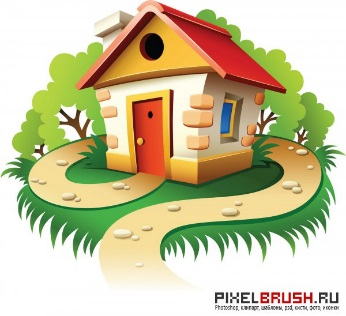 PIXELBRUSH.RU
Photoshop, клипарт, шаблоны, psd, кисти, фото, иконки